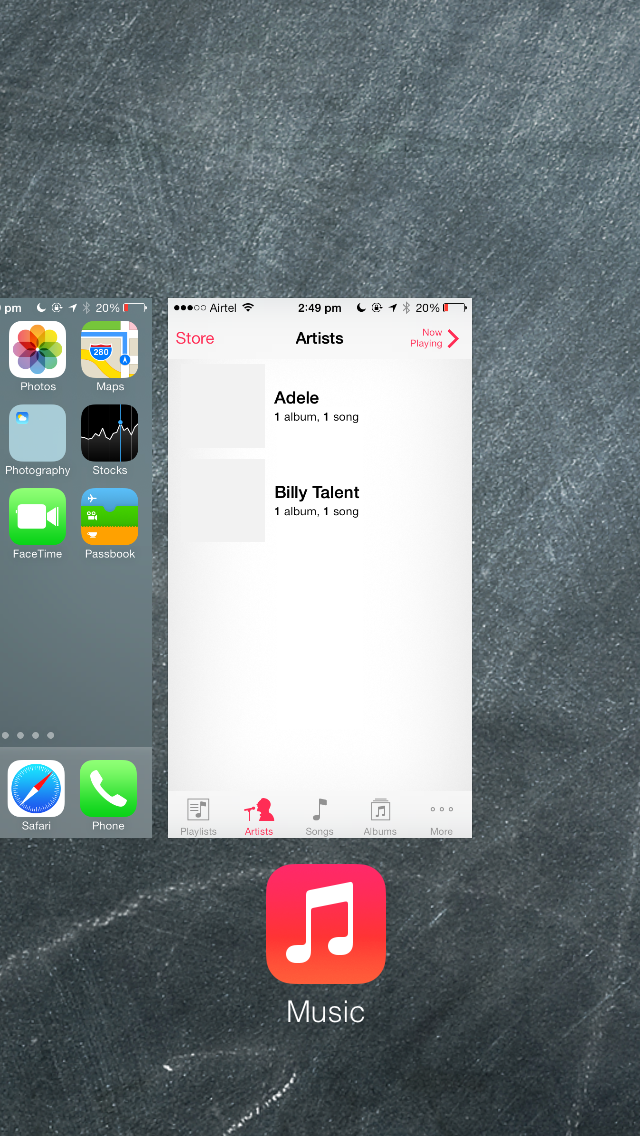 pm 20%
Photos Maps
280
Photography Stocks
FaceTime Passbook
Safari Phone
Airtel 2:49 pm 20%
Store Artists Now Playing
Adele
1 album, 1 song
Billy Talent
1 album, 1 song
Playlists Artists Songs Albums More
Music